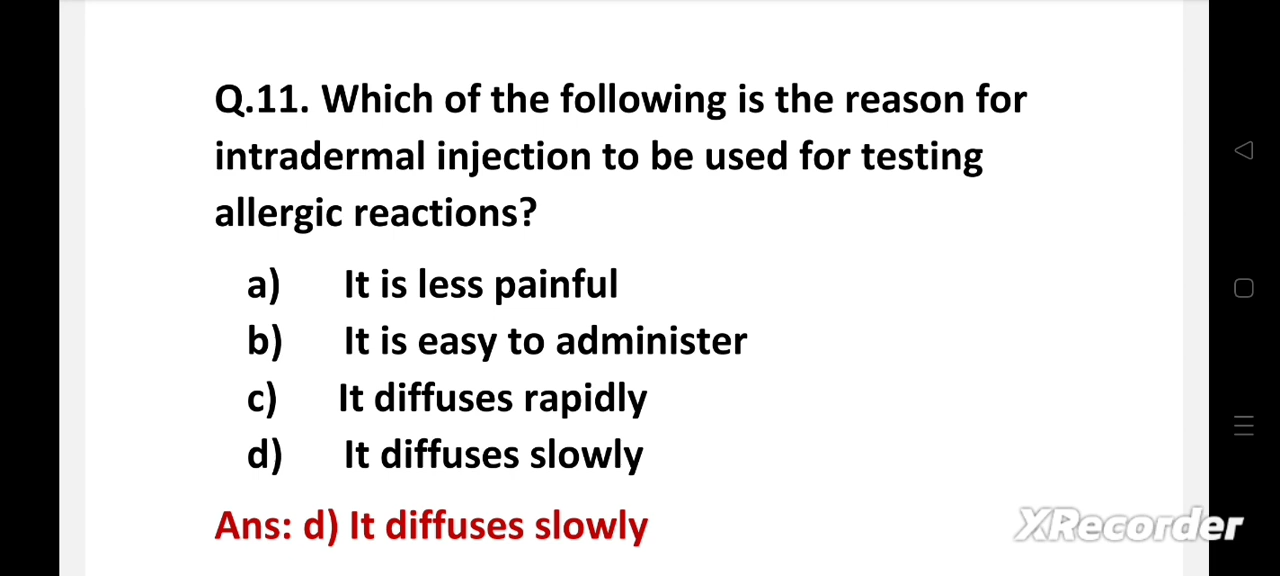 Q.11. Which of the following is the reason for
intradermal injection to be used for testing
allergic reactions?
a) It is less painful
b) It is easy to administer
c) It diffuses rapidly
d) It diffuses slowly
Ans: d) It diffuses slowly
XRecorder